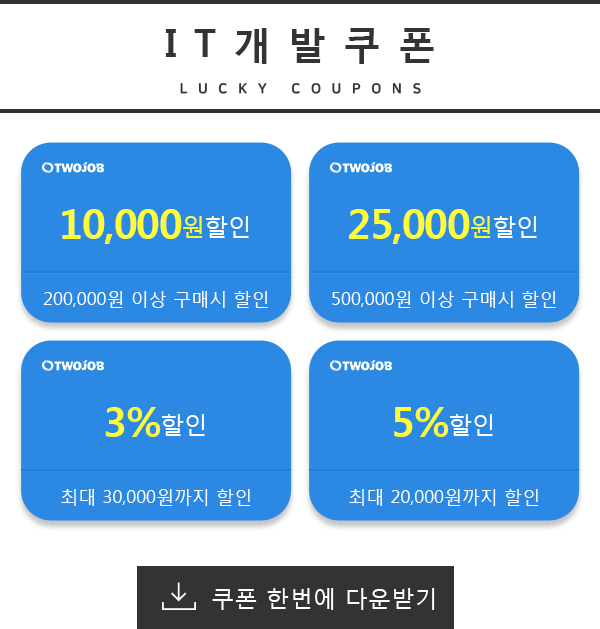 IT개발쿠폰
LUCKY COUPONS
TWOJOB
10,000원할인
200,000원 이상 구매시 할인
TWOJOB
25,000원할인
500,000원 이상 구매시 할인
TWOJOB
3%할인
최대 30,000원까지 할인
TWOJOB
5%할인
최대 20,000원까지 할인
쿠폰 한번에 다운받기